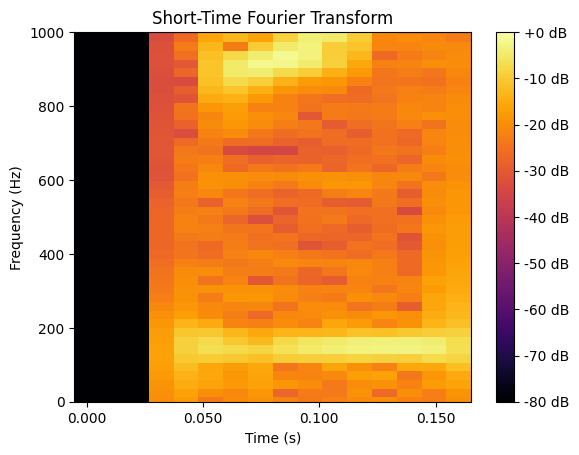 Short-Time Fourier Transform
Frequency (Hz)
1000
800
600
400
200
0
0.000
0.050
0.100
0.150
Time (s)
+0 dB
-10 dB
-20 dB
-30 dB
-40 dB
-50 dB
-60 dB
-70 dB
-80 dB